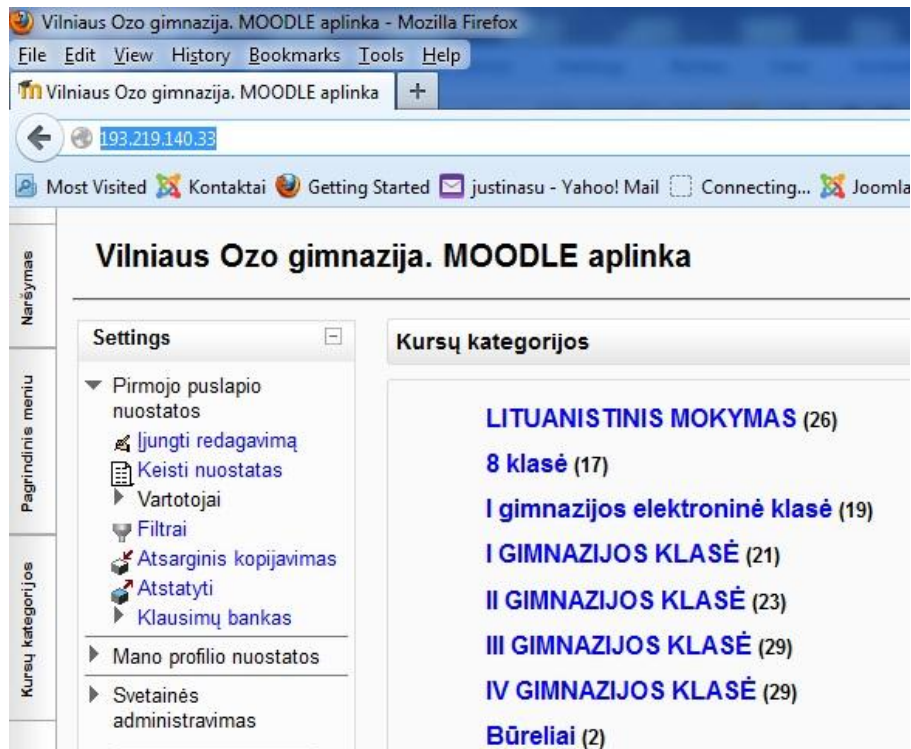 Vilniaus Ozo gimnazija. MOODLE aplinka - Mozilla Firefox
File Edit View History Bookmarks Tools Help
Vilniaus Ozo gimnazija. MOODLE aplinka +
193.219.140.33
Most Visited Kontaktai Getting Started justinasu - Yahoo! Mail Connecting... Joomla
Vilniaus Ozo gimnazija. MOODLE aplinka
Naršymas
Pagrindinis meniu
Kursų kategorijos
Settings
Pirmojo puslapio
nuostatos
Įjungti redagavimą
Keisti nuostatas
Vartotojai
Filtrai
Atsarginis kopijavimas
Atstatyti
Klausimų bankas
Mano profilio nuostatos
Svetainės
administravimas
Kursų kategorijos
LITUANISTINIS MOKYMAS (26)
8 klasė (17)
I gimnazijos elektroninė klasė (19)
I GIMNAZIJOS KLASĖ (21)
II GIMNAZIJOS KLASĖ (23)
III GIMNAZIJOS KLASĖ (29)
IV GIMNAZIJOS KLASĖ (29)
Būreliai (2)